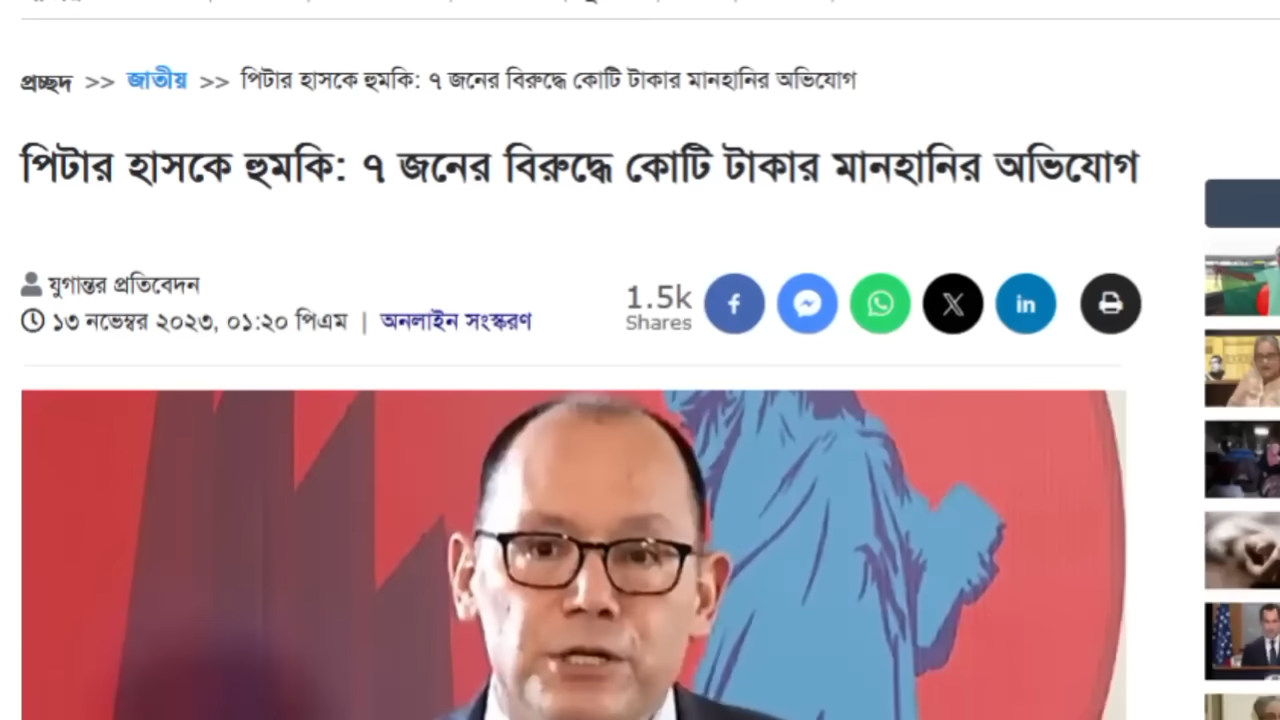 প্রচ্ছদ >> জাতীয় >> পিটার হাসকে হুমকি: ৭ জনের বিরুদ্ধে কোটি টাকার মানহানির অভিযোগ
পিটার হাসকে হুমকি: ৭ জনের বিরুদ্ধে কোটি টাকার মানহানির অভিযোগ
যুগান্তর প্রতিবেদন
১৩ নভেম্বর ২০২৩, ০১:২০ পিএম | অনলাইন সংস্করণ
1.5k
Shares